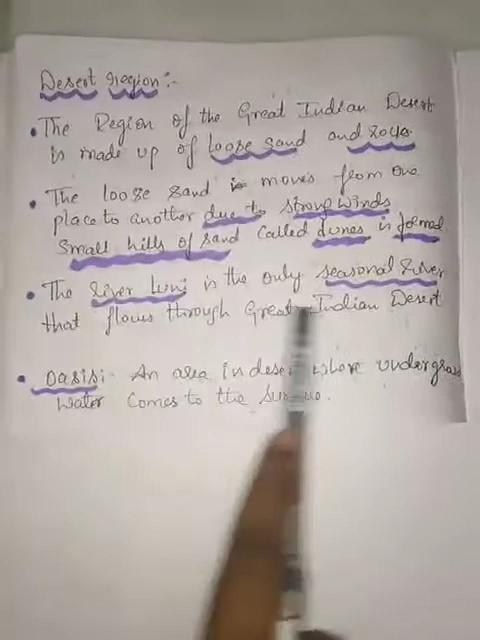 Desert region:-
• The Region of the Great Indian Desert
is made up of loose sand and rocks.
• The loose sand is moves from one
place to another due to strong winds
small hills of sand called dunes is formed
• The River Luni is the only seasonal River
that flows through Great Indian Desert
• Oasis:- An area in where
water comes to the